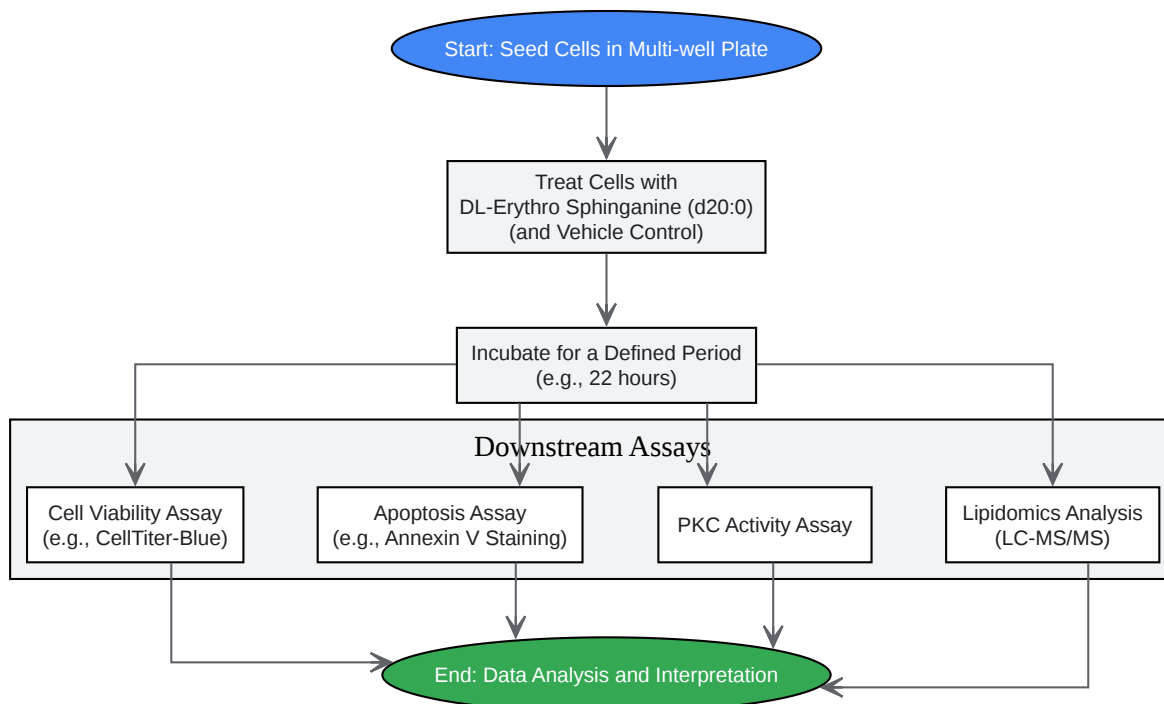 Start: Seed Cells in Multi-well Plate
Treat Cells with
DL-Erythro Sphinganine (d20:0)
(and Vehicle Control)
Incubate for a Defined Period
(e.g., 22 hours)
Downstream Assays
Cell Viability Assay
(e.g., CellTiter-Blue)
Apoptosis Assay
(e.g., Annexin V Staining)
PKC Activity Assay
Lipidomics Analysis
(LC-MS/MS)
End: Data Analysis and Interpretation